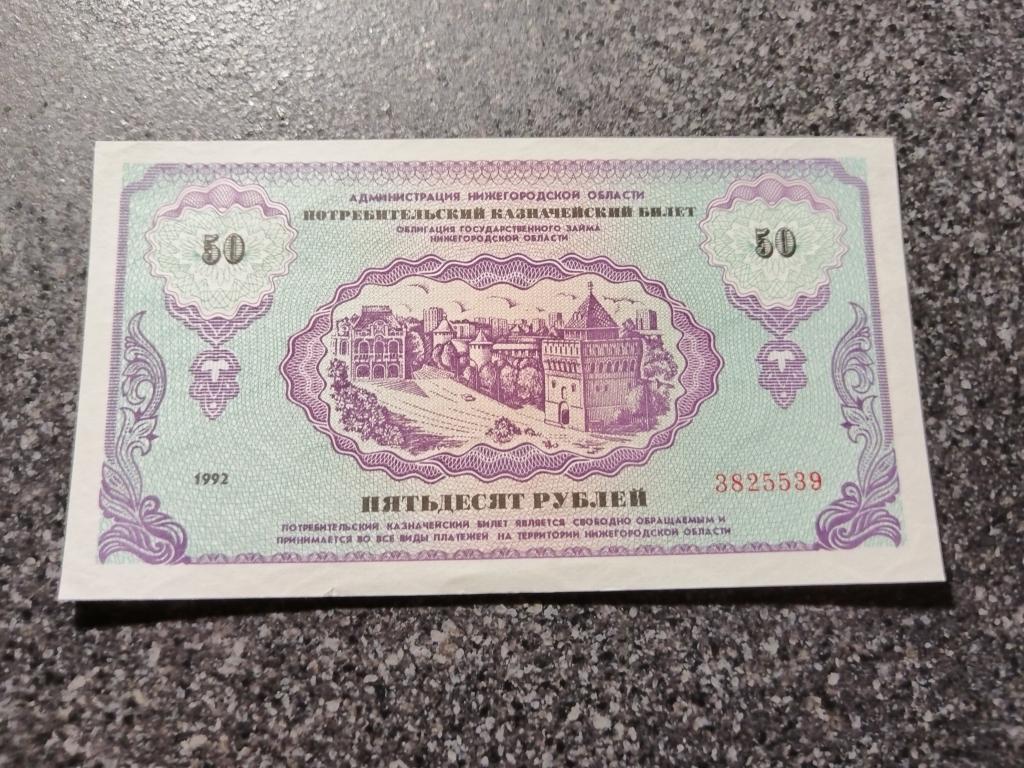 АДМИНИСТРАЦИЯ НИЖЕГОРОДСКОЙ ОБЛАСТИ
ПОТРЕБИТЕЛЬСКИЙ КАЗНАЧЕЙСКИЙ БИЛЕТ
ОБЛИГАЦИЯ ГОСУДАРСТВЕННОГО ЗАЙМА
НИЖЕГОРОДСКОЙ ОБЛАСТИ
50 50
1992 3825539
ПЯТЬДЕСЯТ РУБЛЕЙ
ПОТРЕБИТЕЛЬСКИЙ КАЗНАЧЕЙСКИЙ БИЛЕТ ЯВЛЯЕТСЯ СВОБОДНО ОБРАЩАЕМЫМ И
ПРИНИМАЕТСЯ ВО ВСЕ ВИДЫ ПЛАТЕЖЕЙ НА ТЕРРИТОРИИ НИЖЕГОРОДСКОЙ ОБЛАСТИ